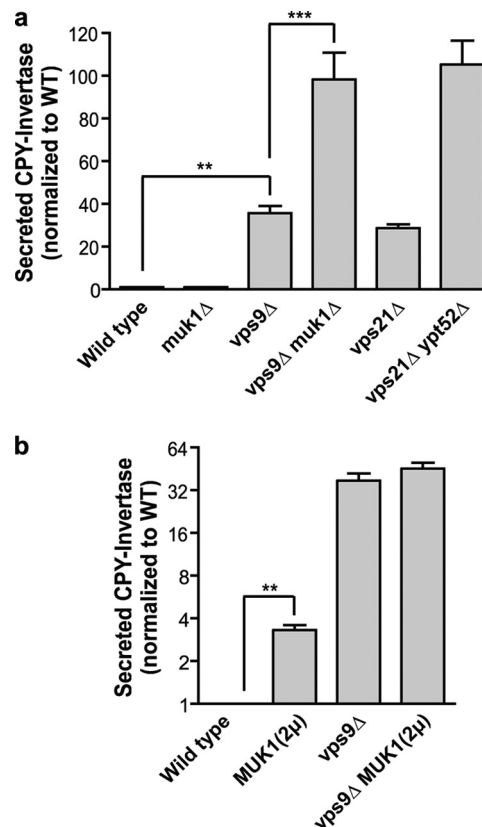 a
***
**
Secreted CPY-Invertase
(normalized to WT)
120
100
80
60
40
20
0
Wild type
muk1Δ
vps9Δ
vps9Δ muk1Δ
vps21Δ
vps21Δ ypt52Δ
b
**
Secreted CPY-Invertase
(normalized to WT)
64
32
16
8
4
2
1
Wild type
MUK1(2μ)
vps9Δ
vps9Δ MUK1(2μ)